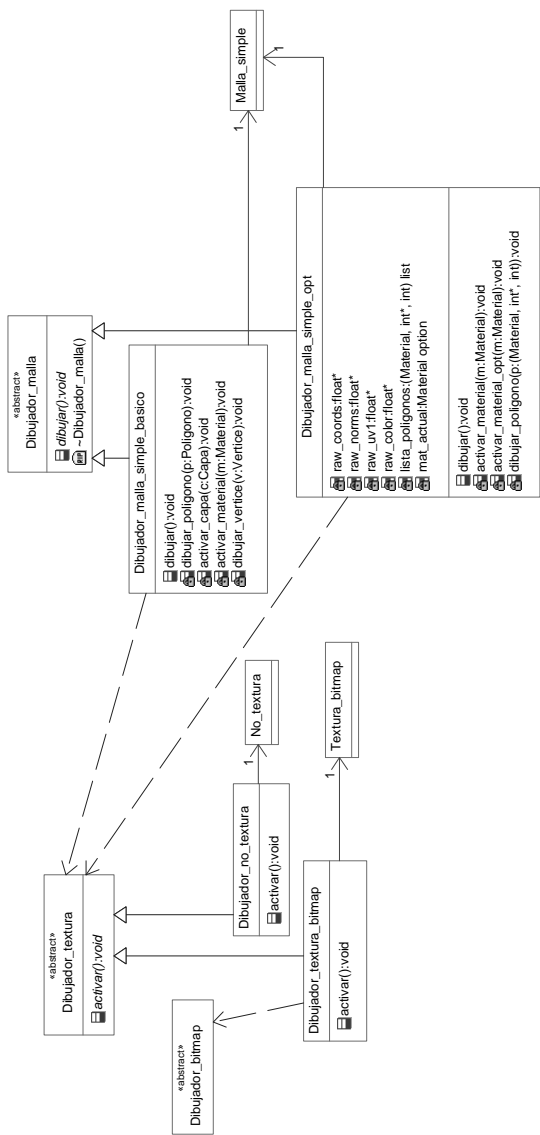 «abstract»
Dibujador_textura
activar():void
«abstract»
Dibujador_bitmap
Dibujador_no_textura
activar():void
1
No_textura
Dibujador_textura_bitmap
activar():void
1
Textura_bitmap
«abstract»
Dibujador_malla
dibujar():void
~Dibujador_malla()
Dibujador_malla_simple_basico
dibujar():void
dibujar_poligono(p:Poligono):void
activar_capa(c:Capa):void
activar_material(m:Material):void
dibujar_vertice(v:Vertice):void
1
Malla_simple
1
Dibujador_malla_simple_opt
raw_coords:float*
raw_norms:float*
raw_uv1:float*
raw_color:float*
lista_poligonos:(Material, int*, int) list
mat_actual:Material option
dibujar():void
activar_material(m:Material):void
activar_material_opt(m:Material):void
dibujar_poligono(p:(Material, int*, int)):void